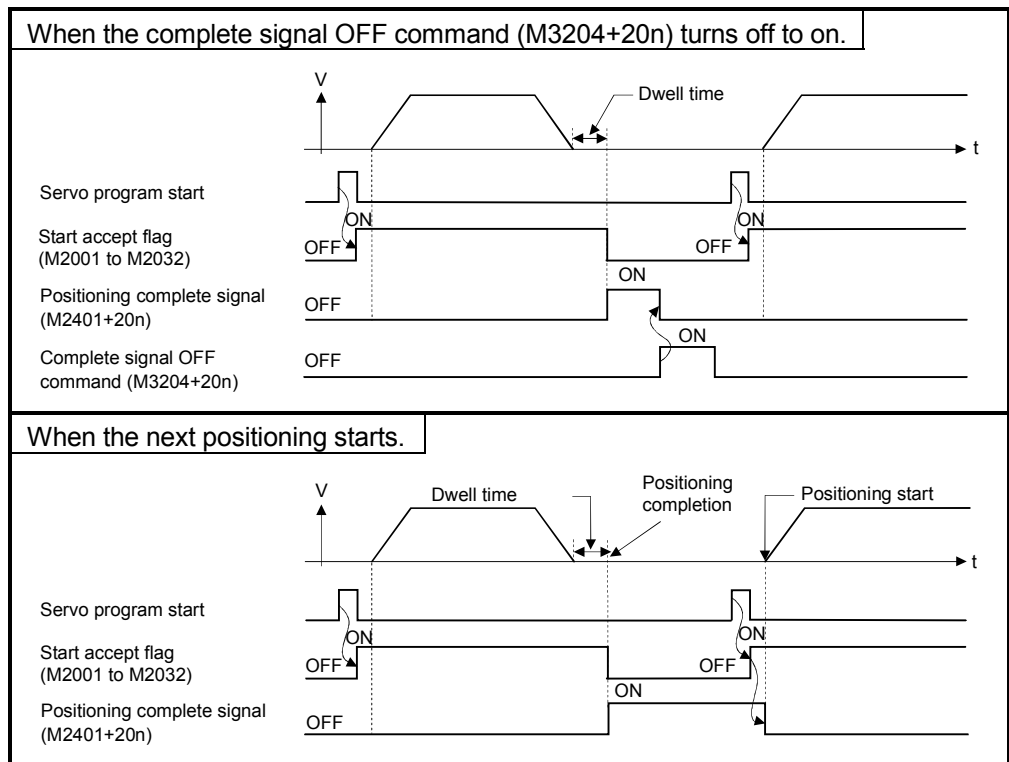 When the complete signal OFF command (M3204+20n) turns off to on.
V
Dwell time
t
Servo program start
ON
ON
Start accept flag
(M2001 to M2032)
OFF
OFF
ON
Positioning complete signal
(M2401+20n)
OFF
ON
Complete signal OFF
command (M3204+20n)
OFF
When the next positioning starts.
V
Dwell time
Positioning
completion
Positioning start
t
Servo program start
ON
ON
Start accept flag
(M2001 to M2032)
OFF
OFF
ON
Positioning complete signal
(M2401+20n)
OFF